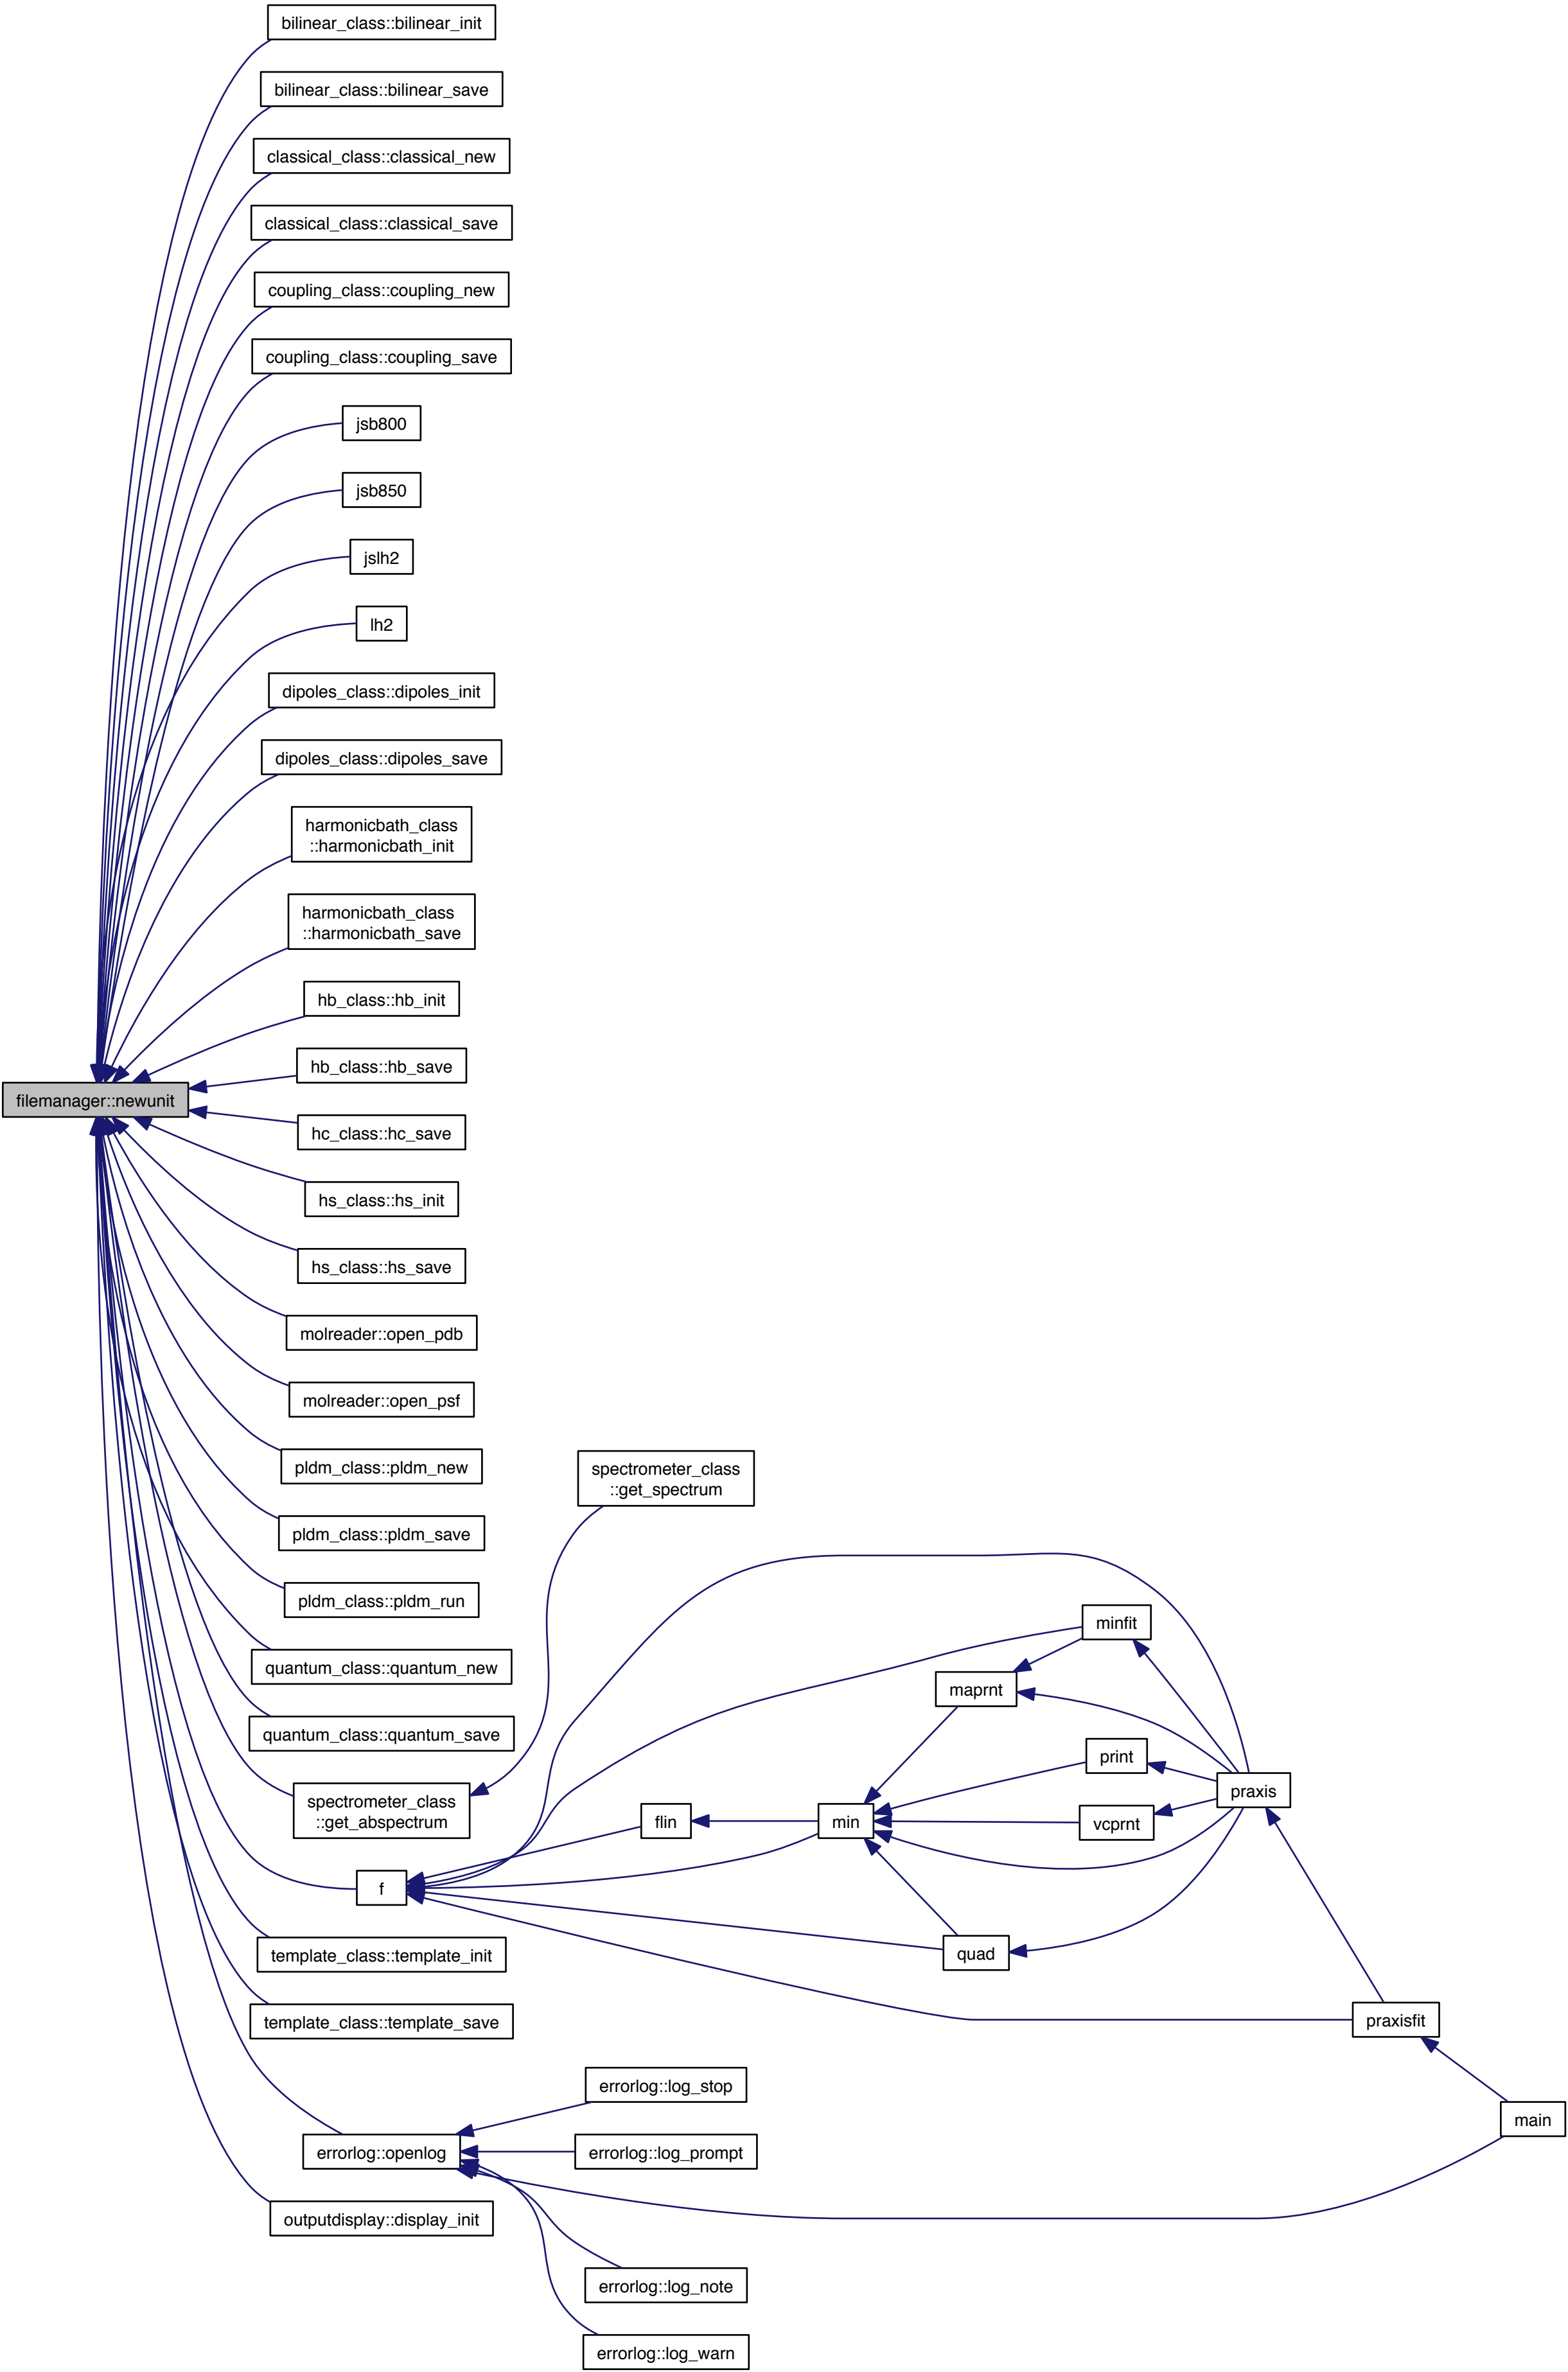 bilinear_class::bilinear_init
bilinear_class::bilinear_save
classical_class::classical_new
classical_class::classical_save
coupling_class::coupling_new
coupling_class::coupling_save
jsb800
jsb850
jslh2
lh2
dipoles_class::dipoles_init
dipoles_class::dipoles_save
harmonicbath_class
::harmonicbath_init
harmonicbath_class
::harmonicbath_save
hb_class::hb_init
hb_class::hb_save
filemanager::newunit
hc_class::hc_save
hs_class::hs_init
hs_class::hs_save
molreader::open_pdb
molreader::open_psf
pldm_class::pldm_new
spectrometer_class
::get_spectrum
pldm_class::pldm_save
pldm_class::pldm_run
minfit
quantum_class::quantum_new
maprnt
quantum_class::quantum_save
print
praxis
spectrometer_class
::get_abspectrum
flin
min
vcprnt
f
template_class::template_init
quad
template_class::template_save
praxisfit
errorlog::log_stop
main
errorlog::openlog
errorlog::log_prompt
outputdisplay::display_init
errorlog::log_note
errorlog::log_warn